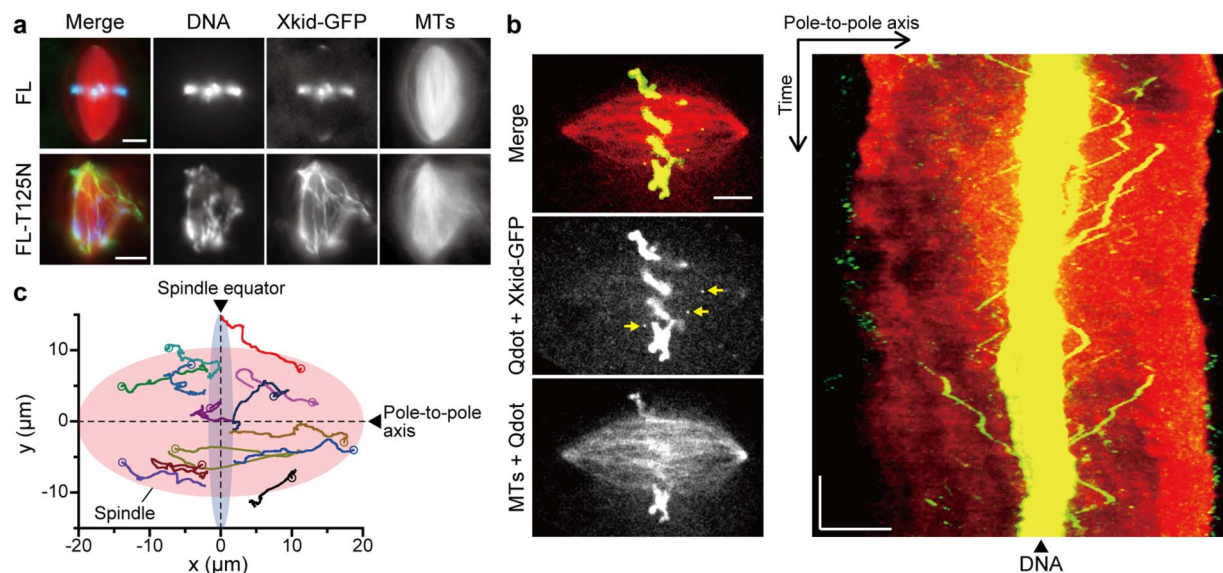 a
Merge
DNA
Xkid-GFP
MTs
FL
FL-T125N
b
Merge
Qdot + Xkid-GFP
MTs + Qdot
Pole-to-pole axis
Time
DNA
c
Spindle equator
Pole-to-pole
axis
Spindle
y (μm)
10
0
-10
-20
-10
0
10
20
x (μm)